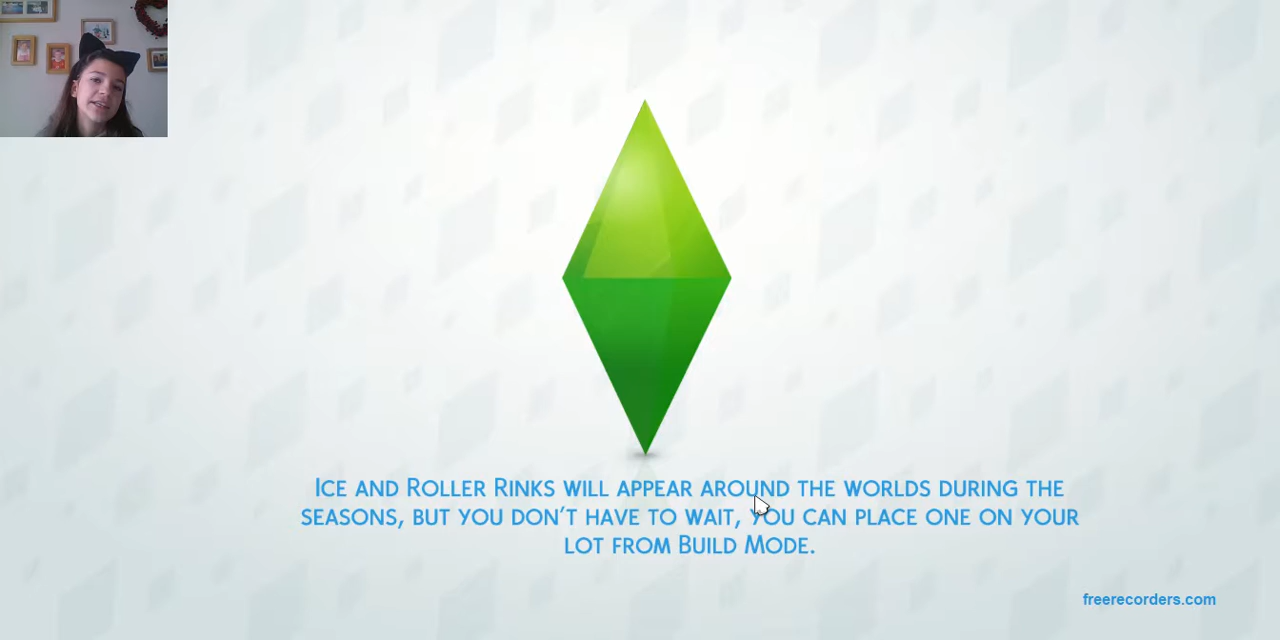 Ice and Roller Rinks will appear around the worlds during the
seasons, but you don't have to wait, you can place one on your
lot from Build Mode.
freerecorders.com